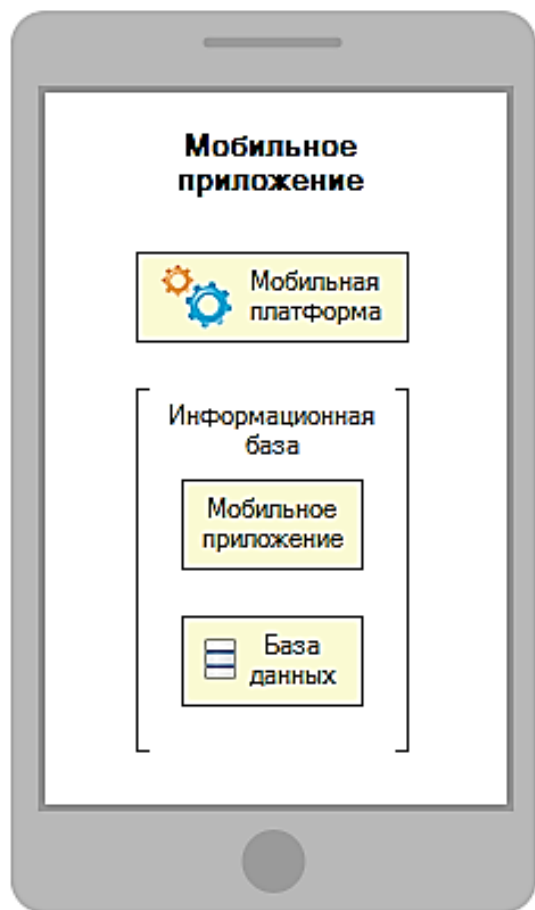 Мобильное
приложение
Мобильная
платформа
Информационная
база
Мобильное
приложение
База
данных